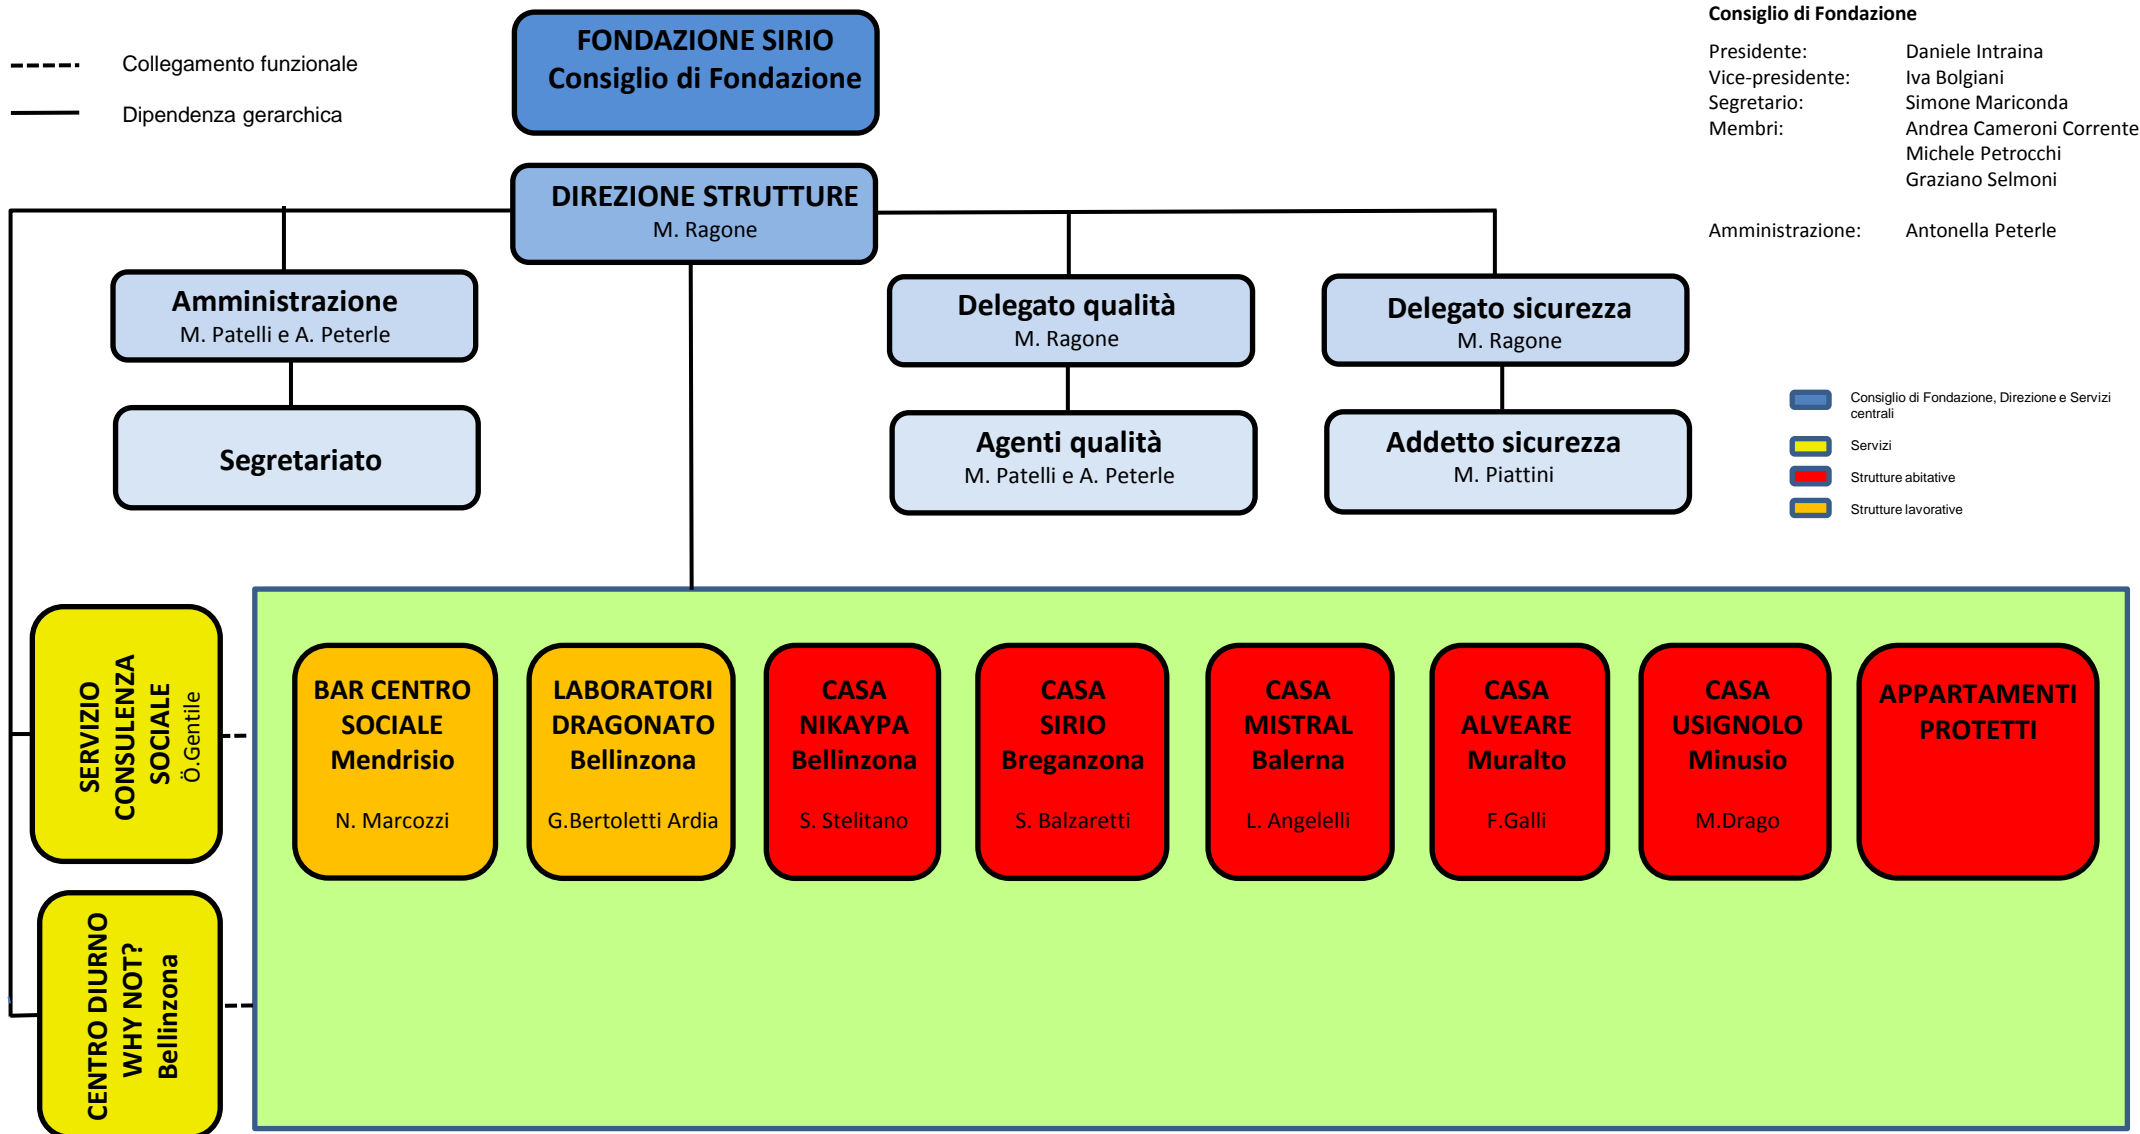 Collegamento funzionale
Dipendenza gerarchica
FONDAZIONE SIRIO
Consiglio di Fondazione
Consiglio di Fondazione
Presidente: Daniele Intraina
Vice-presidente: Iva Bolgiani
Segretario: Simone Mariconda
Membri: Andrea Cameroni Corrente
Michele Petrocchi
Graziano Selmoni
Amministrazione: Antonella Peterle
DIREZIONE STRUTTURE
M. Ragone
Amministrazione
M. Patelli e A. Peterle
Delegato qualità
M. Ragone
Delegato sicurezza
M. Ragone
Segretariato
Agenti qualità
M. Patelli e A. Peterle
Addetto sicurezza
M. Piattini
Consiglio di Fondazione, Direzione e Servizi
centrali
Servizi
Strutture abitative
Strutture lavorative
SERVIZIO
CONSULENZA
SOCIALE
Ö.Gentile
BAR CENTRO
SOCIALE
Mendrisio
N. Marcozzi
LABORATORI
DRAGONATO
Bellinzona
G.Bertoletti Ardia
CASA
NIKAYPA
Bellinzona
S. Stelitano
CASA
SIRIO
Breganzona
S. Balzaretti
CASA
MISTRAL
Balerna
L. Angelelli
CASA
ALVEARE
Muralto
F.Galli
CASA
USIGNOLO
Minusio
M.Drago
APPARTAMENTI
PROTETTI
CENTRO DIURNO
WHY NOT?
Bellinzona